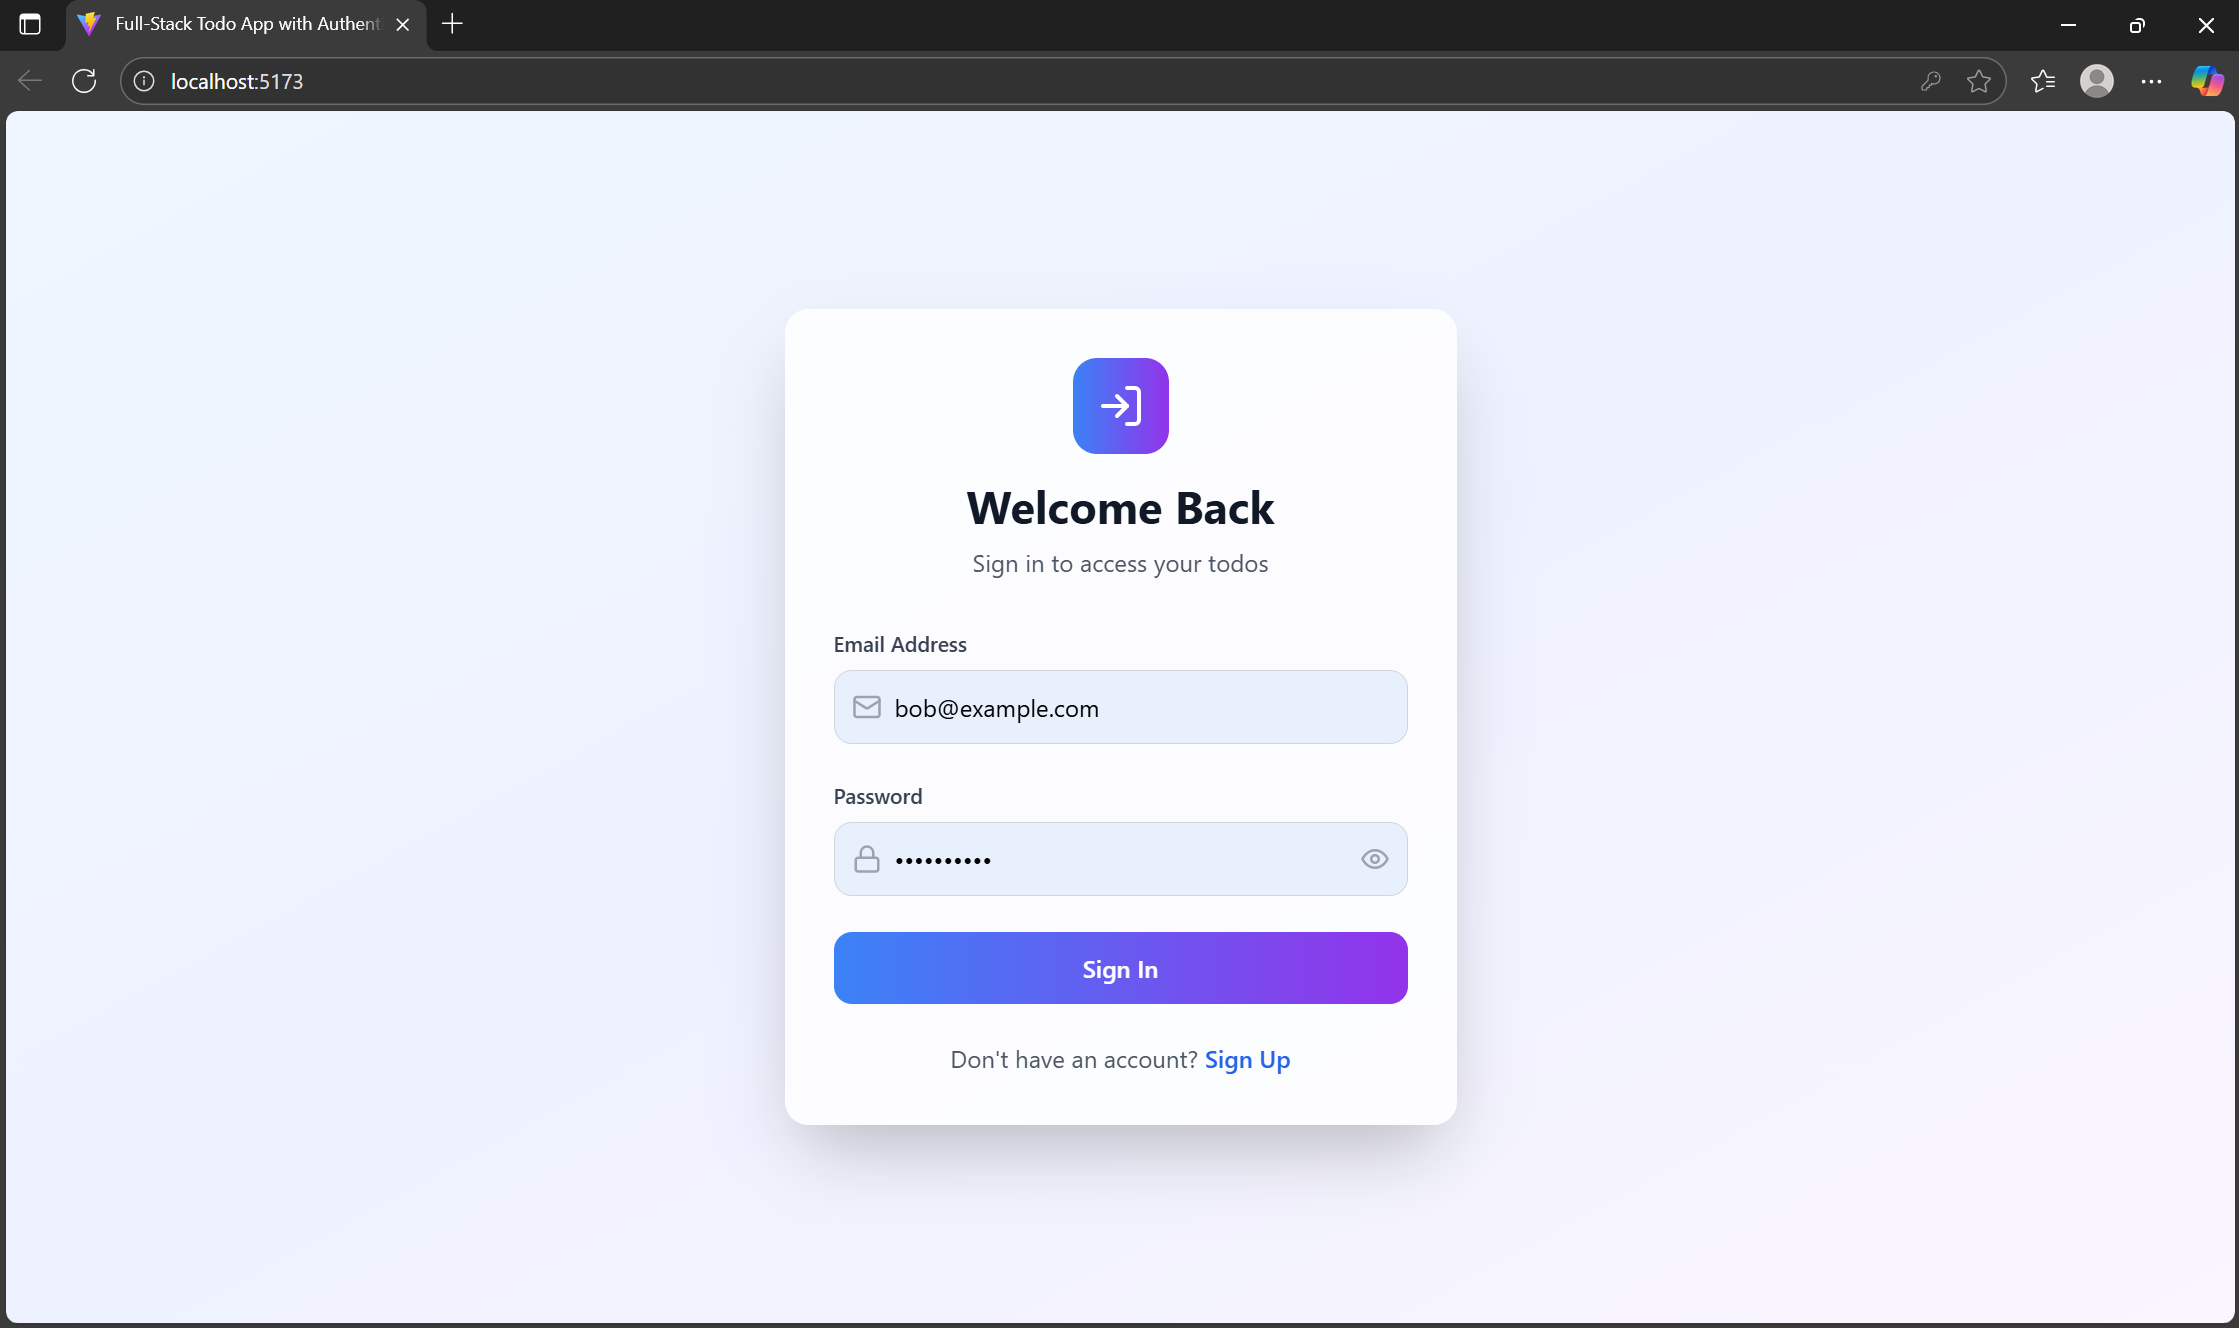 Full-Stack Todo App with Authent
localhost:5173
Welcome Back
Sign in to access your todos
Email Address
bob@example.com
Password
••••••••••
Sign In
Don't have an account? Sign Up